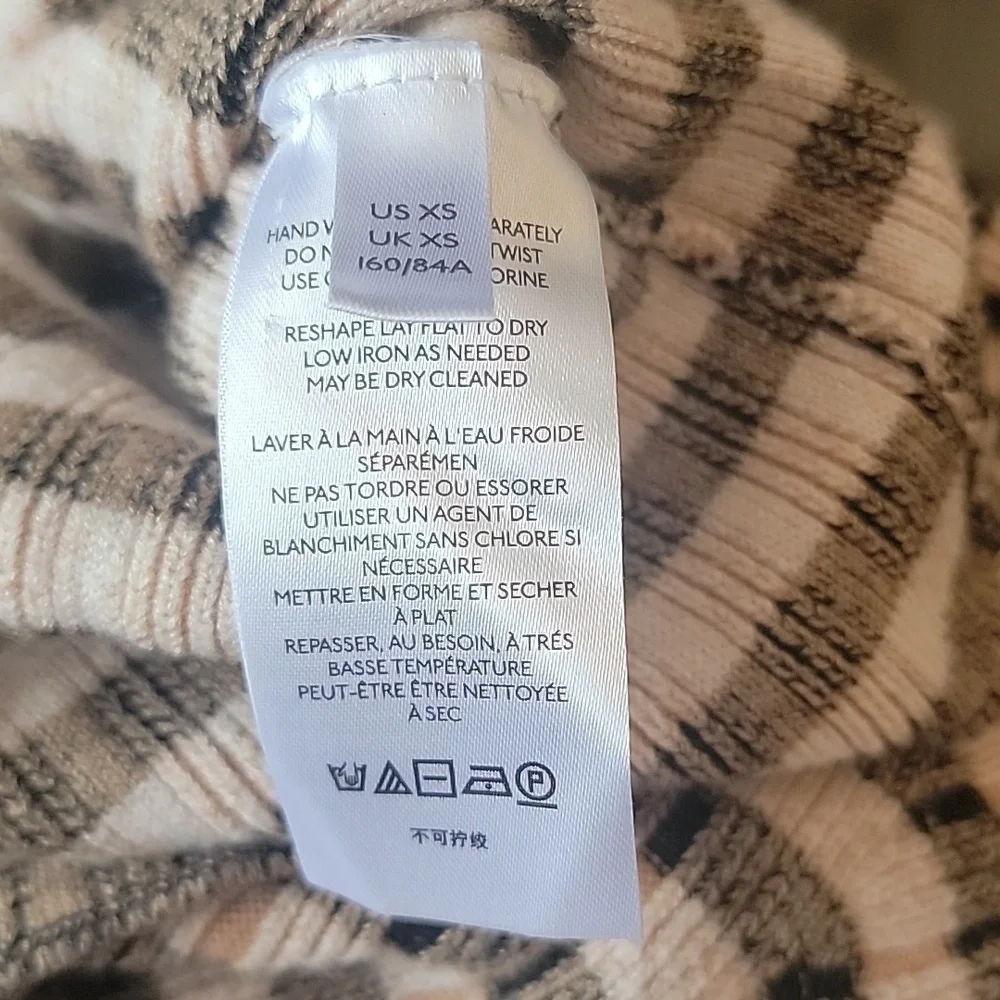 US XS
UK XS
160/84A
HAND ARATELY
DO TWIST
USE ORINE
RESHAPE LAY FLAT TO DRY
LOW IRON AS NEEDED
MAY BE DRY CLEANED
LAVER À LA MAIN À L'EAU FROIDE
SÉPARÉMEN
NE PAS TORDRE OU ESSORER
UTILISER UN AGENT DE
BLANCHIMENT SANS CHLORE SI
NÉCESSAIRE
METTRE EN FORME ET SECHER
À PLAT
REPASSER, AU BESOIN, À TRÉS
BASSE TEMPÉRATURE
PEUT-ÊTRE ÊTRE NETTOYÉE
À SEC
P
不可拧绞